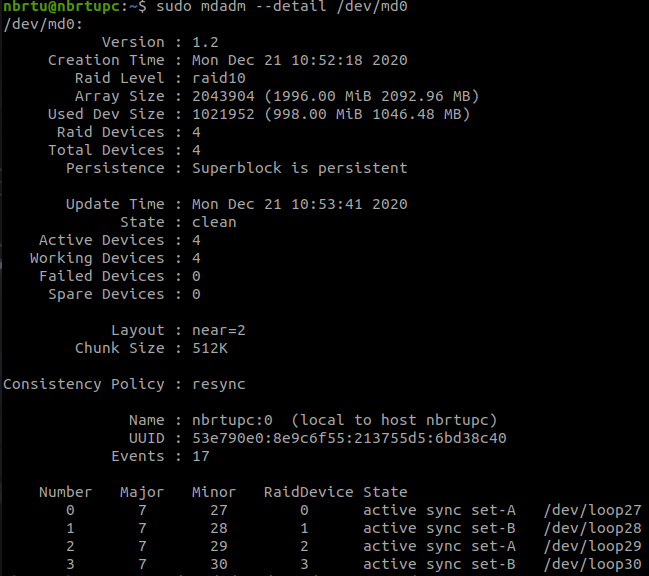 nbrtu@nbrtupc:~$ sudo mdadm --detail /dev/md0
/dev/md0:
Version : 1.2
Creation Time : Mon Dec 21 10:52:18 2020
Raid Level : raid10
Array Size : 2043904 (1996.00 MiB 2092.96 MB)
Used Dev Size : 1021952 (998.00 MiB 1046.48 MB)
Raid Devices : 4
Total Devices : 4
Persistence : Superblock is persistent
Update Time : Mon Dec 21 10:53:41 2020
State : clean
Active Devices : 4
Working Devices : 4
Failed Devices : 0
Spare Devices : 0
Layout : near=2
Chunk Size : 512K
Consistency Policy : resync
Name : nbrtupc:0  (local to host nbrtupc)
UUID : 53e790e0:8e9c6f55:213755d5:6bd38c40
Events : 17
Number   Major   Minor   RaidDevice State
0       7       27        0      active sync set-A   /dev/loop27
1       7       28        1      active sync set-B   /dev/loop28
2       7       29        2      active sync set-A   /dev/loop29
3       7       30        3      active sync set-B   /dev/loop30